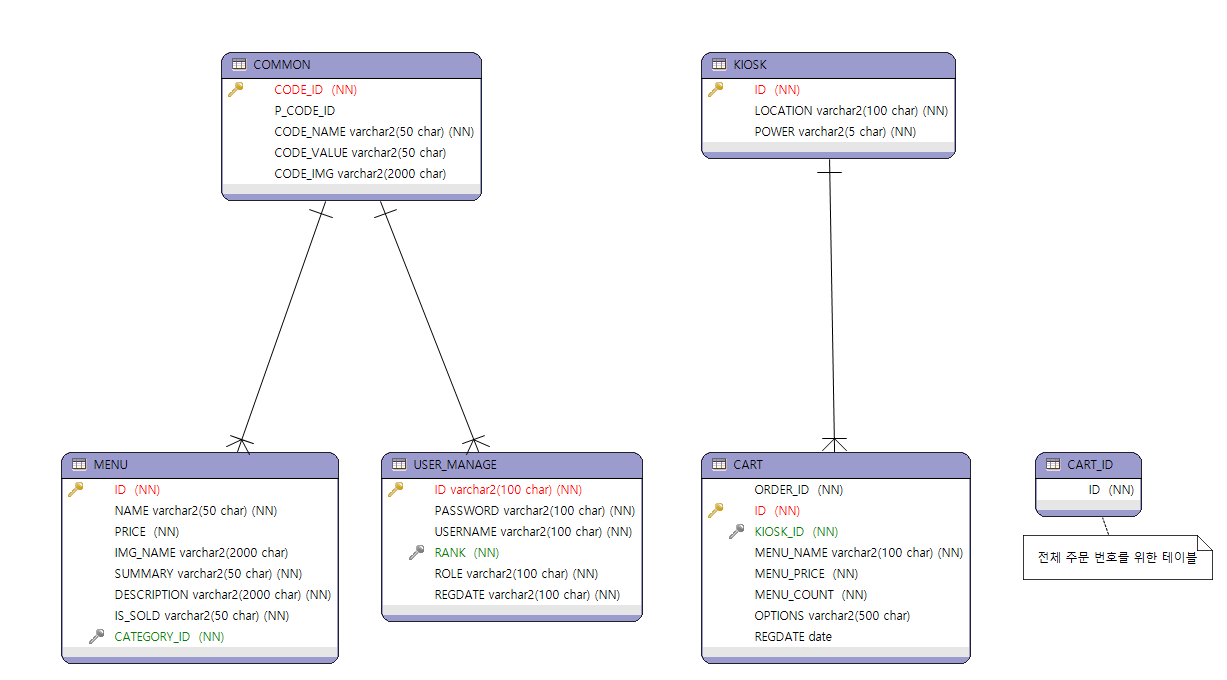 COMMON
CODE_ID (NN)
P_CODE_ID
CODE_NAME varchar2(50 char) (NN)
CODE_VALUE varchar2(50 char)
CODE_IMG varchar2(2000 char)
KIOSK
ID (NN)
LOCATION varchar2(100 char) (NN)
POWER varchar2(5 char) (NN)
MENU
ID (NN)
NAME varchar2(50 char) (NN)
PRICE (NN)
IMG_NAME varchar2(2000 char)
SUMMARY varchar2(50 char) (NN)
DESCRIPTION varchar2(2000 char) (NN)
IS_SOLD varchar2(50 char) (NN)
CATEGORY_ID (NN)
USER_MANAGE
ID varchar2(100 char) (NN)
PASSWORD varchar2(100 char) (NN)
USERNAME varchar2(100 char) (NN)
RANK (NN)
ROLE varchar2(100 char) (NN)
REGDATE varchar2(100 char) (NN)
CART
ORDER_ID (NN)
ID (NN)
KIOSK_ID (NN)
MENU_NAME varchar2(100 char) (NN)
MENU_PRICE (NN)
MENU_COUNT (NN)
OPTIONS varchar2(500 char)
REGDATE date
CART_ID
ID (NN)
전체 주문 번호를 위한 테이블